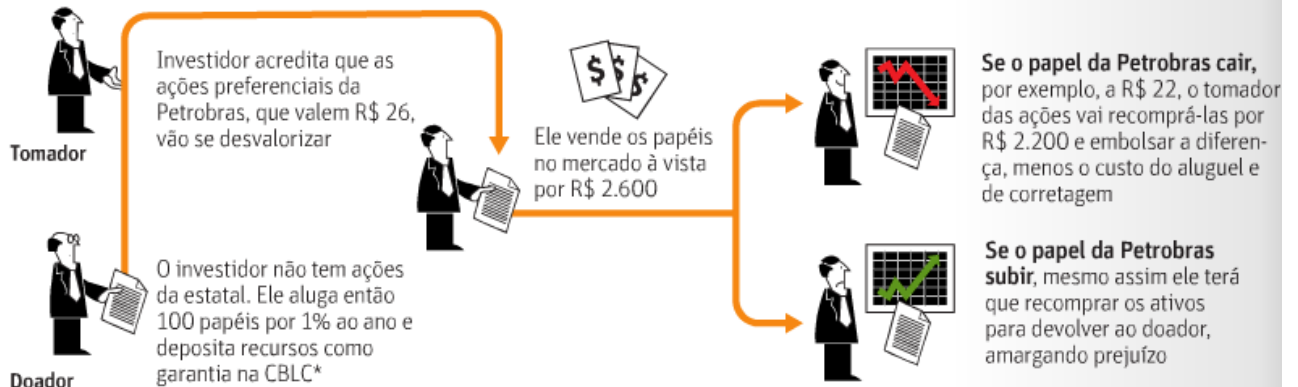 Investidor acredita que as
ações preferenciais da
Petrobras, que valem R$ 26,
vão se desvalorizar
Tomador
O investidor não tem ações
da estatal. Ele aluga então
100 papéis por 1% ao ano e
deposita recursos como
garantia na CBLC*
Doador
$ $ $
Ele vende os papéis
no mercado à vista
por R$ 2.600
Se o papel da Petrobras cair,
por exemplo, a R$ 22, o tomador
das ações vai recomprá-las por
R$ 2.200 e embolsar a diferen-
ça, menos o custo do aluguel e
de corretagem
Se o papel da Petrobras
subir, mesmo assim ele terá
que recomprar os ativos
para devolver ao doador,
amargando prejuízo